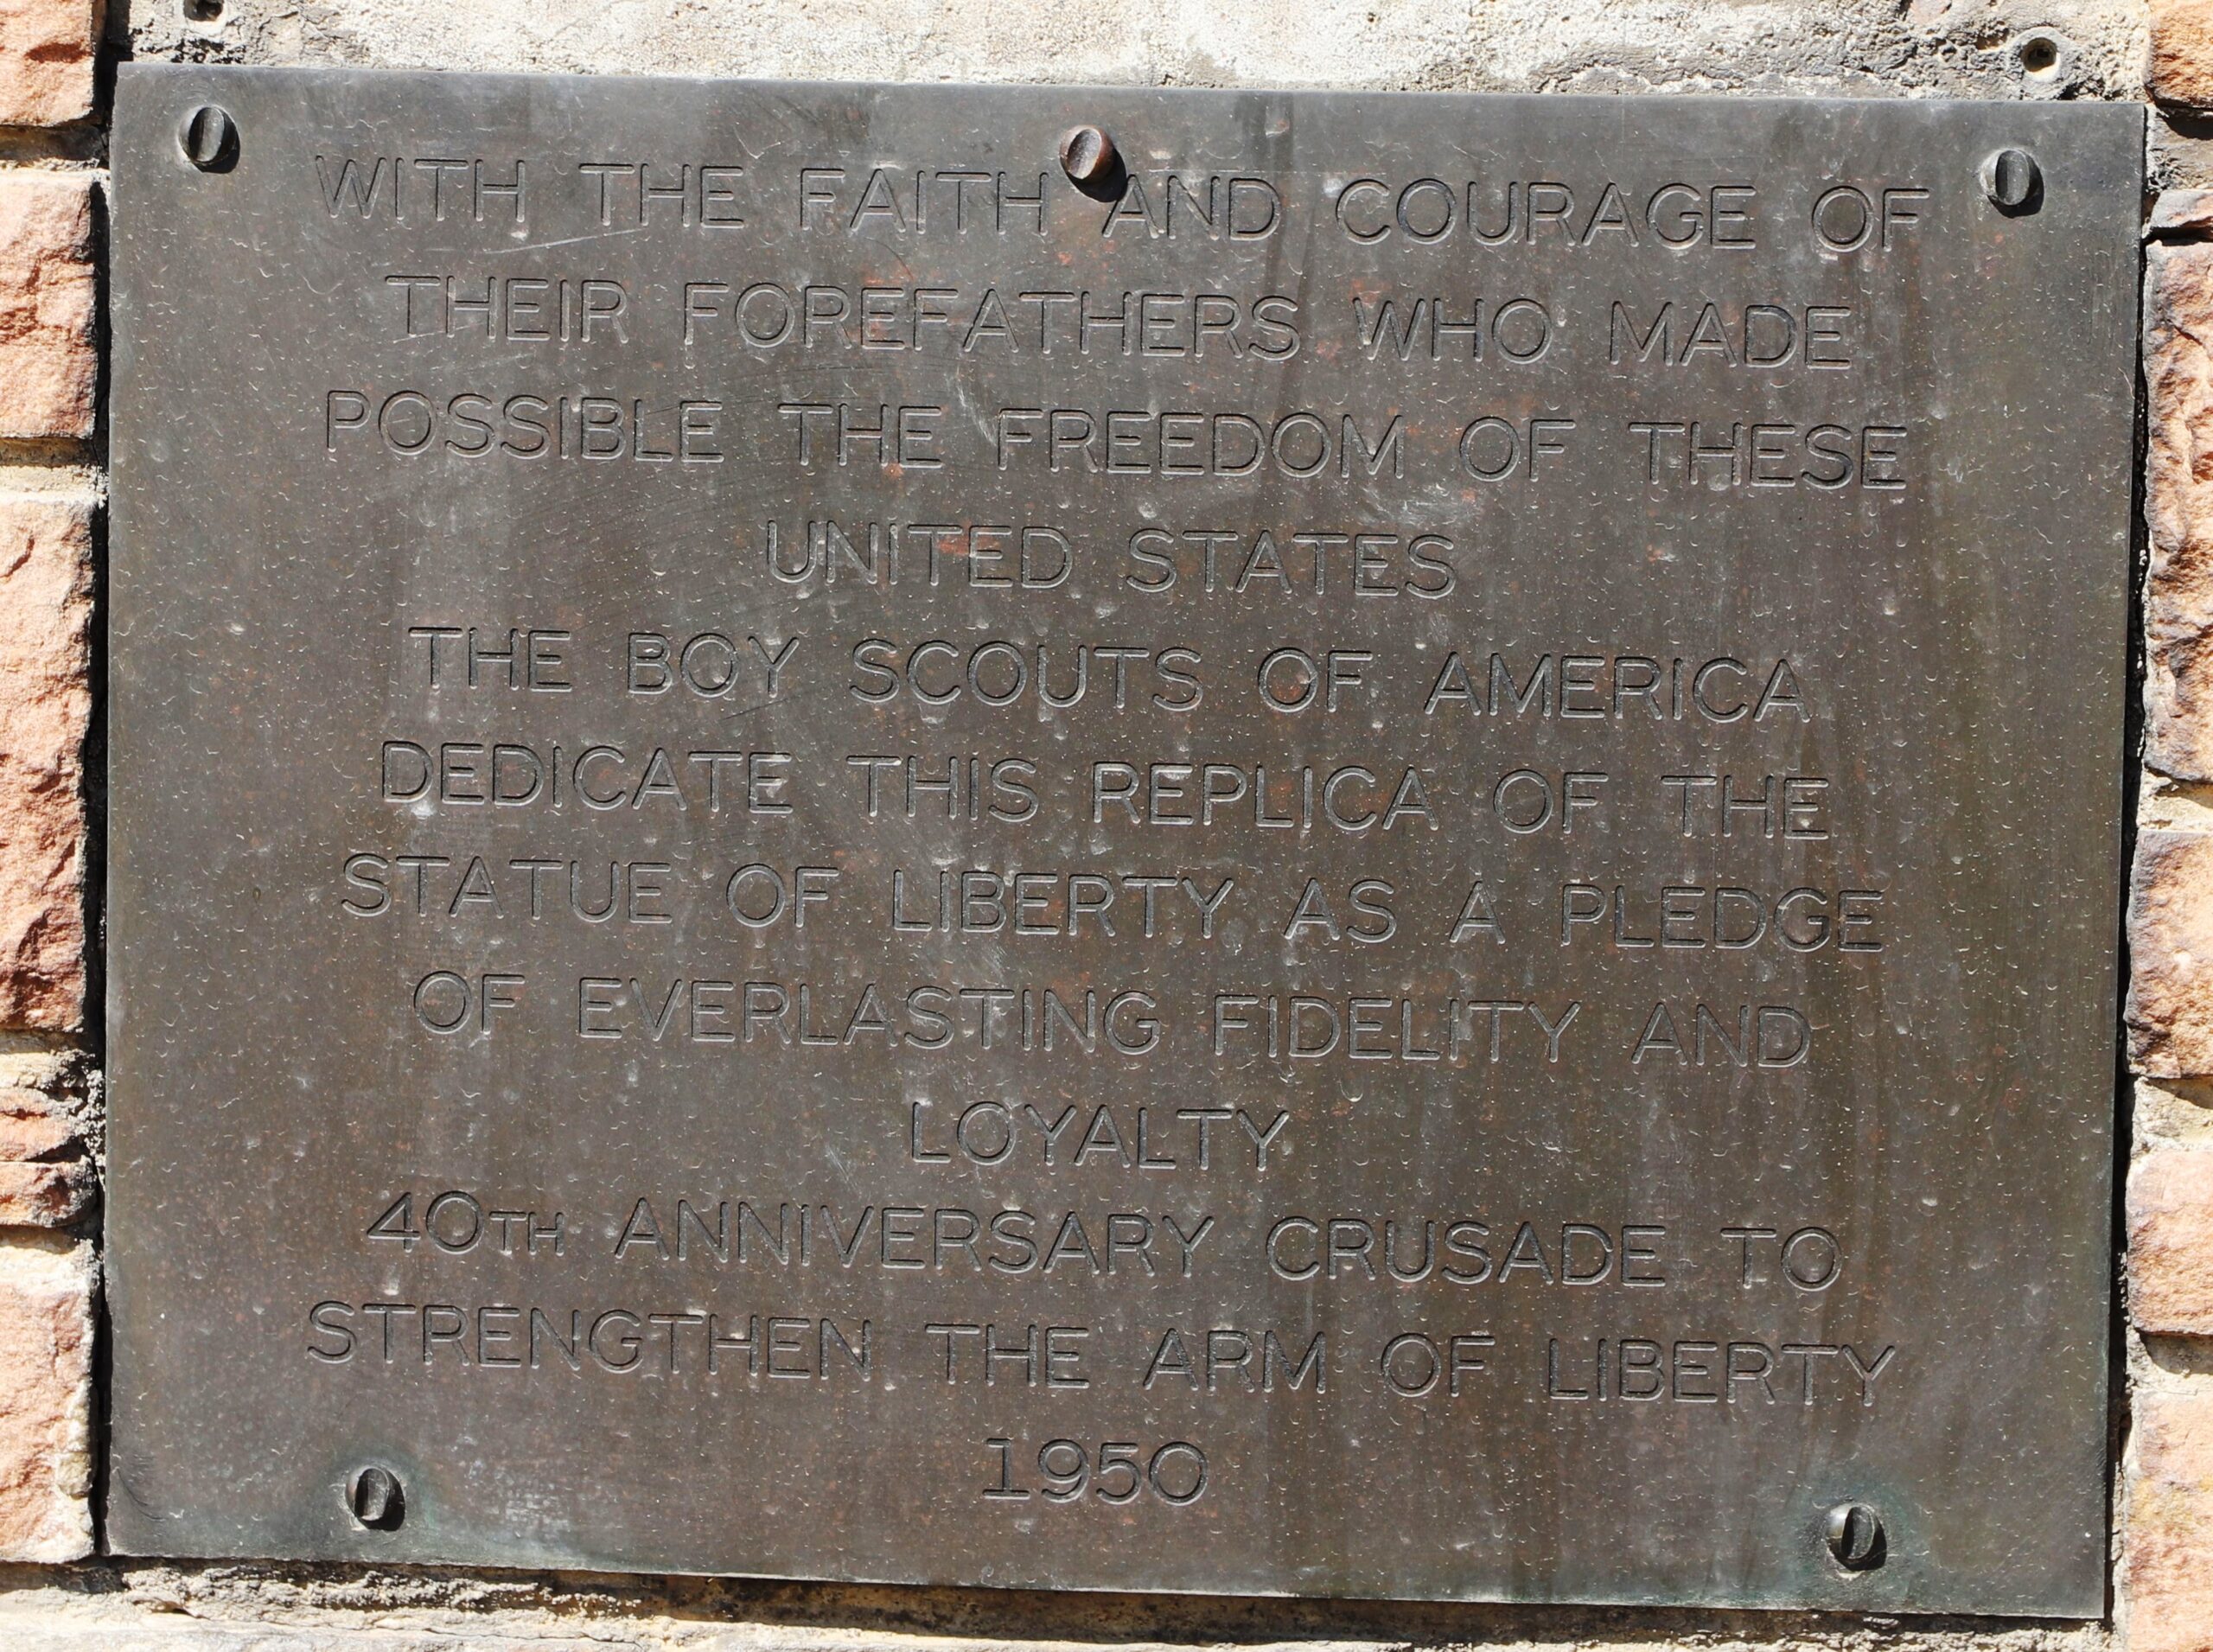 WITH THE FAITH AND COURAGE OF
THEIR FOREFATHERS WHO MADE
POSSIBLE THE FREEDOM OF THESE
UNITED STATES
THE BOY SCOUTS OF AMERICA
DEDICATE THIS REPLICA OF THE
STATUE OF LIBERTY AS A PLEDGE
OF EVERLASTING FIDELITY AND
LOYALTY
40TH ANNIVERSARY CRUSADE TO
STRENGTHEN THE ARM OF LIBERTY
1950